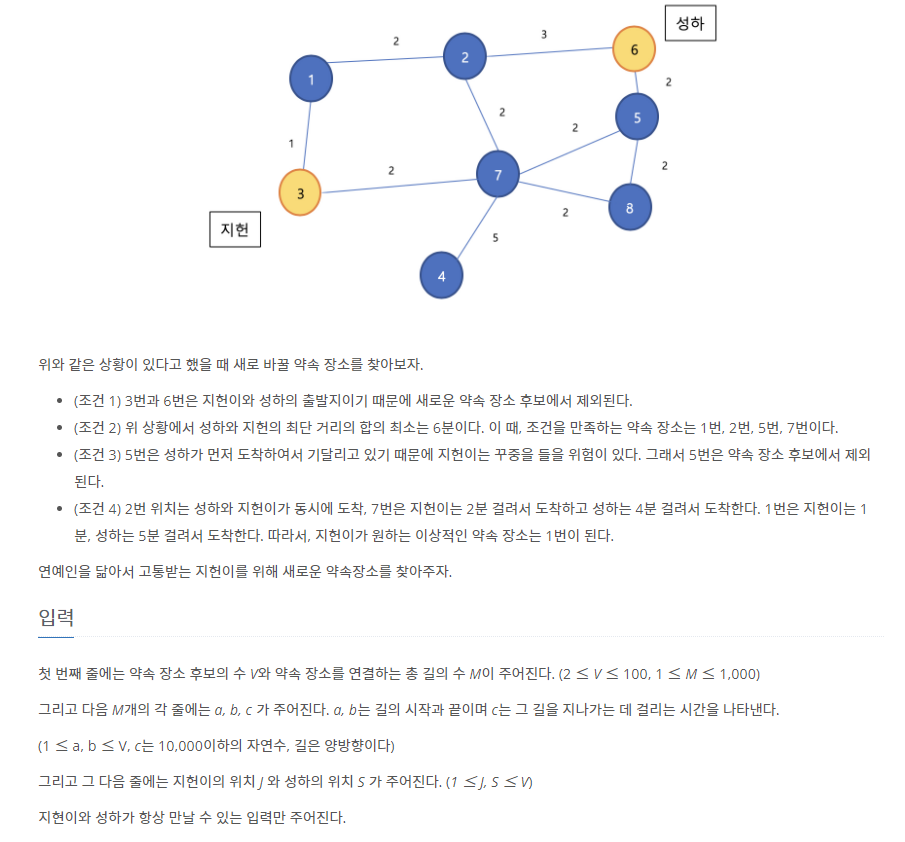 성하
2
3
6
2
1
2
2
5
2
1
2
2
7
3
8
지헌
2
5
4
위와 같은 상황이 있다고 했을 때 새로 바꿀 약속 장소를 찾아보자.
• (조건 1) 3번과 6번은 지헌이와 성하의 출발지이기 때문에 새로운 약속 장소 후보에서 제외된다.
• (조건 2) 위 상황에서 성하와 지헌의 최단 거리의 합의 최소는 6분이다. 이 때, 조건을 만족하는 약속 장소는 1번, 2번, 5번, 7번이다.
• (조건 3) 5번은 성하가 먼저 도착하여서 기달리고 있기 때문에 지헌이는 꾸중을 들을 위험이 있다. 그래서 5번은 약속 장소 후보에서 제외
된다.
• (조건 4) 2번 위치는 성하와 지헌이가 동시에 도착, 7번은 지헌이는 2분 걸려서 도착하고 성하는 4분 걸려서 도착한다. 1번은 지헌이는 1
분, 성하는 5분 걸려서 도착한다. 따라서, 지헌이가 원하는 이상적인 약속 장소는 1번이 된다.
연예인을 닮아서 고통받는 지헌이를 위해 새로운 약속장소를 찾아주자.
입력
첫 번째 줄에는 약속 장소 후보의 수 V와 약속 장소를 연결하는 총 길의 수 M이 주어진다. (2 ≤ V ≤ 100, 1 ≤ M ≤ 1,000)
그리고 다음 M개의 각 줄에는 a, b, c 가 주어진다. a, b는 길의 시작과 끝이며 c는 그 길을 지나가는 데 걸리는 시간을 나타낸다.
(1 ≤ a, b ≤ V, c는 10,000이하의 자연수, 길은 양방향이다)
그리고 그 다음 줄에는 지헌이의 위치 J 와 성하의 위치 S 가 주어진다. (1 ≤ J, S ≤ V)
지현이와 성하가 항상 만날 수 있는 입력만 주어진다.